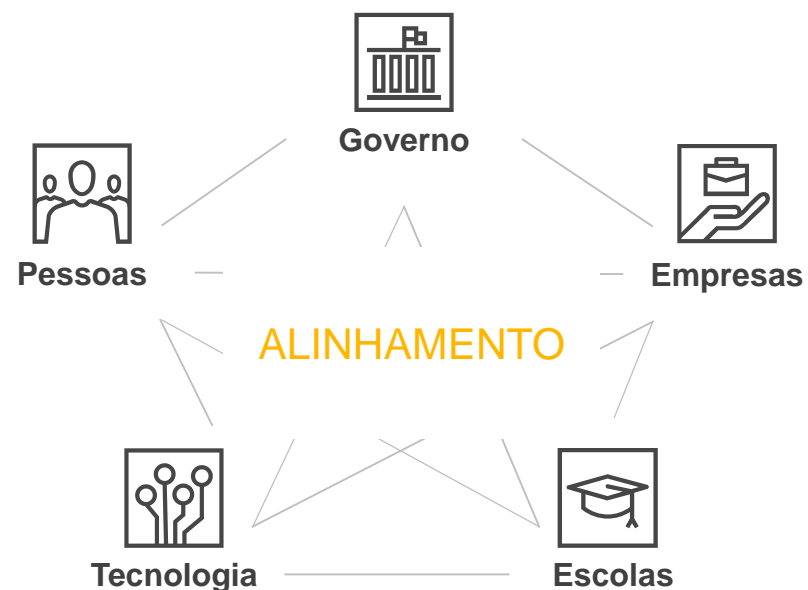 Governo
Pessoas
Empresas
ALINHAMENTO
Tecnologia
Escolas